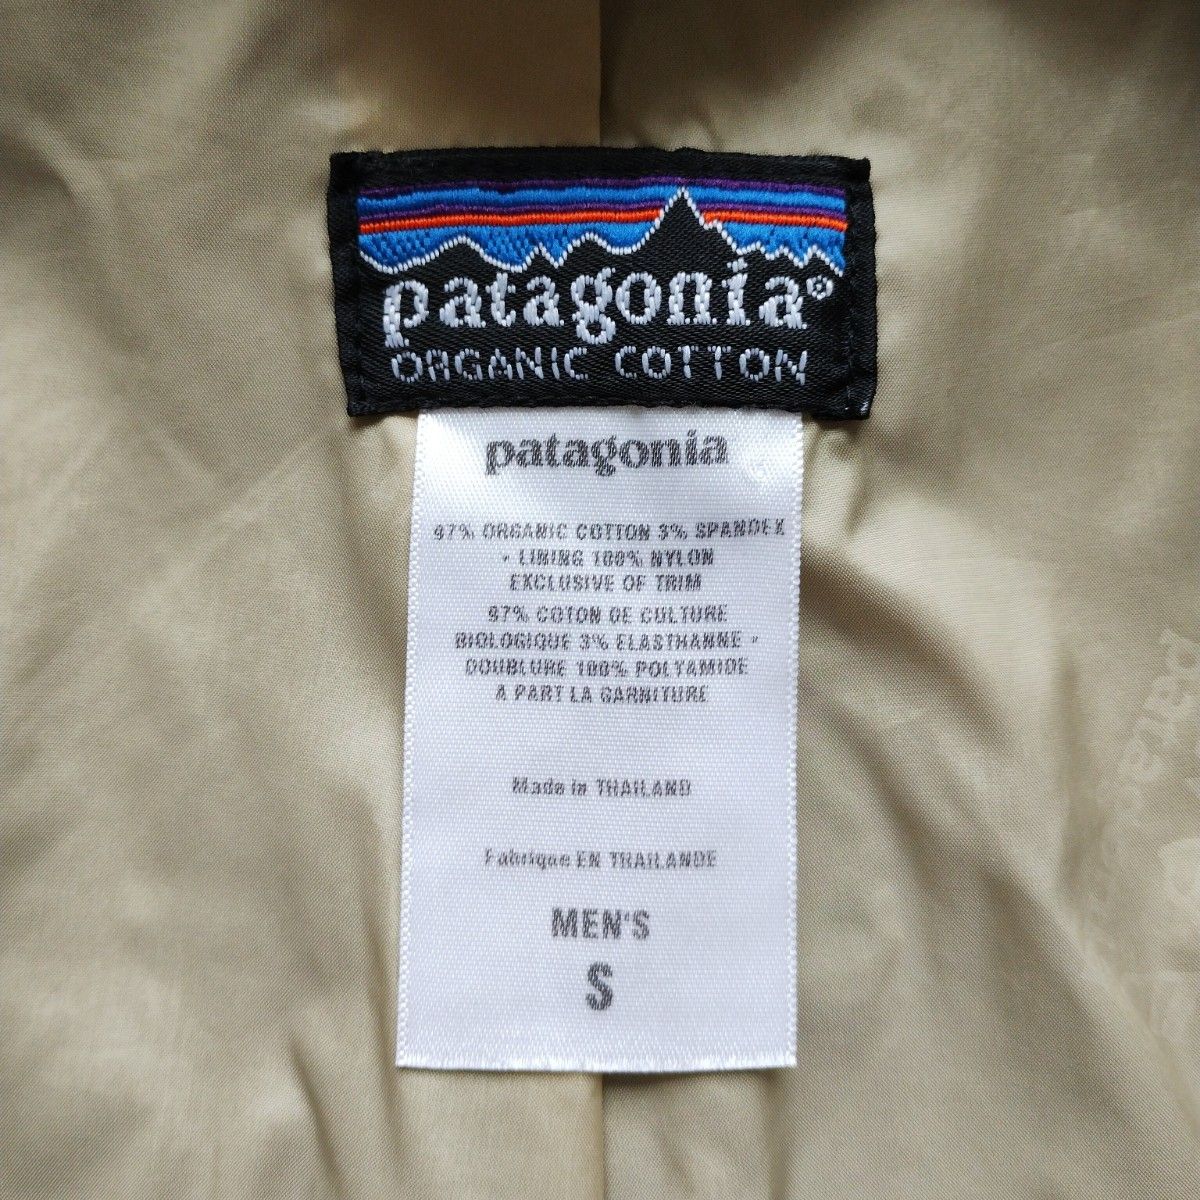 patagonia®
ORGANIC COTTON
patagonia
97% ORGANIC COTTON 3% SPANDEX
• LINING 100% NYLON
EXCLUSIVE OF TRIM
97% COTON DE CULTURE
BIOLOGIQUE 3% ELASTHANNE •
DOUBLURE 100% POLYAMIDE
A PART LA GARNITURE
Made in THAILAND
Fabrique EN THAILANDE
MEN'S
S